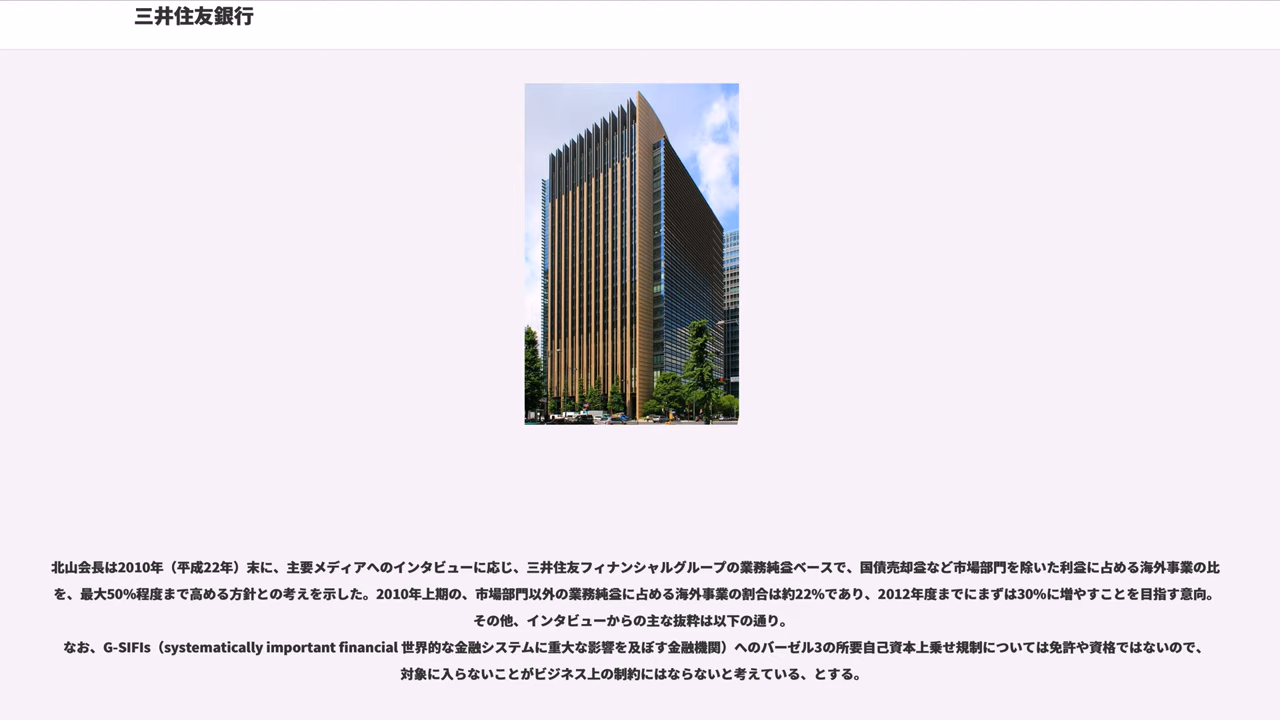 三井住友銀行
北山会長は2010年（平成22年）末に、主要メディアへのインタビューに応じ、三井住友フィナンシャルグループの業務純益ベースで、国債売却益など市場部門を除いた利益に占める海外事業の比
を、最大50%程度まで高める方針との考えを示した。2010年上期の、市場部門以外の業務純益に占める海外事業の割合は約22%であり、2012年度までにまずは30%に増やすことを目指す意向。
その他、インタビューからの主な抜粋は以下の通り。
なお、G-SIFIs（systematically important financial 世界的な金融システムに重大な影響を及ぼす金融機関）へのバーゼル3の所要自己資本上乗せ規制については免許や資格ではないので、
対象に入らないことがビジネス上の制約にはならないと考えている、とする。